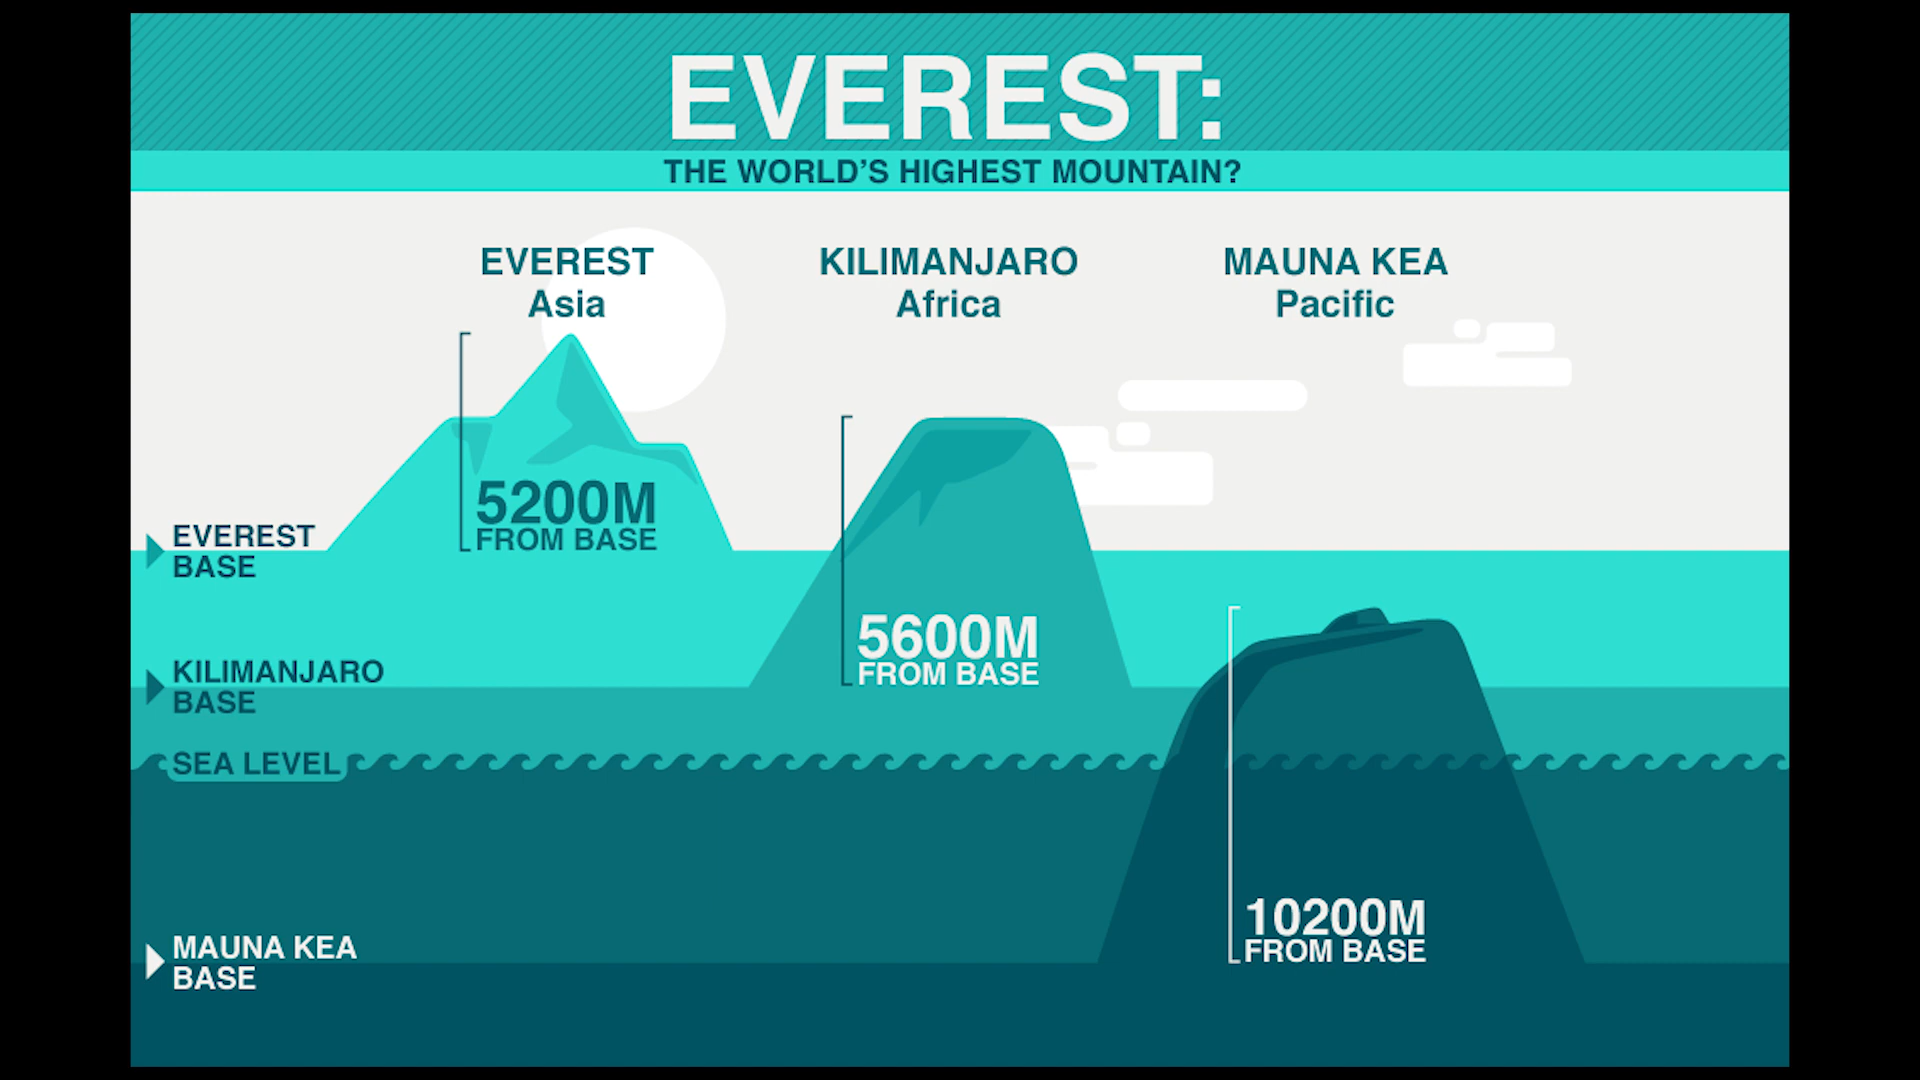 EVEREST:
THE WORLD'S HIGHEST MOUNTAIN?
EVEREST
Asia
KILIMANJARO
Africa
MAUNA KEA
Pacific
5200M
FROM BASE
EVEREST
BASE
5600M
FROM BASE
KILIMANJARO
BASE
SEA LEVEL
10200M
FROM BASE
MAUNA KEA
BASE